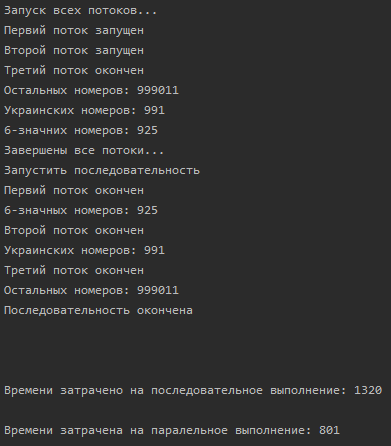 Запуск всех потоков...
Первий поток запущен
Второй поток запущен
Третий поток окончен
Остальных номеров: 999011
Украинских номеров: 991
6-значних номеров: 925
Завершены все потоки...
Запустить последовательность
Первий поток окончен
6-значных номеров: 925
Второй поток окончен
Украинских номеров: 991
Третий поток окончен
Остальных номеров: 999011
Последовательность окончена
Времени затрачено на последовательное выполнение: 1320
Времени затрачена на паралельное выполнение: 801